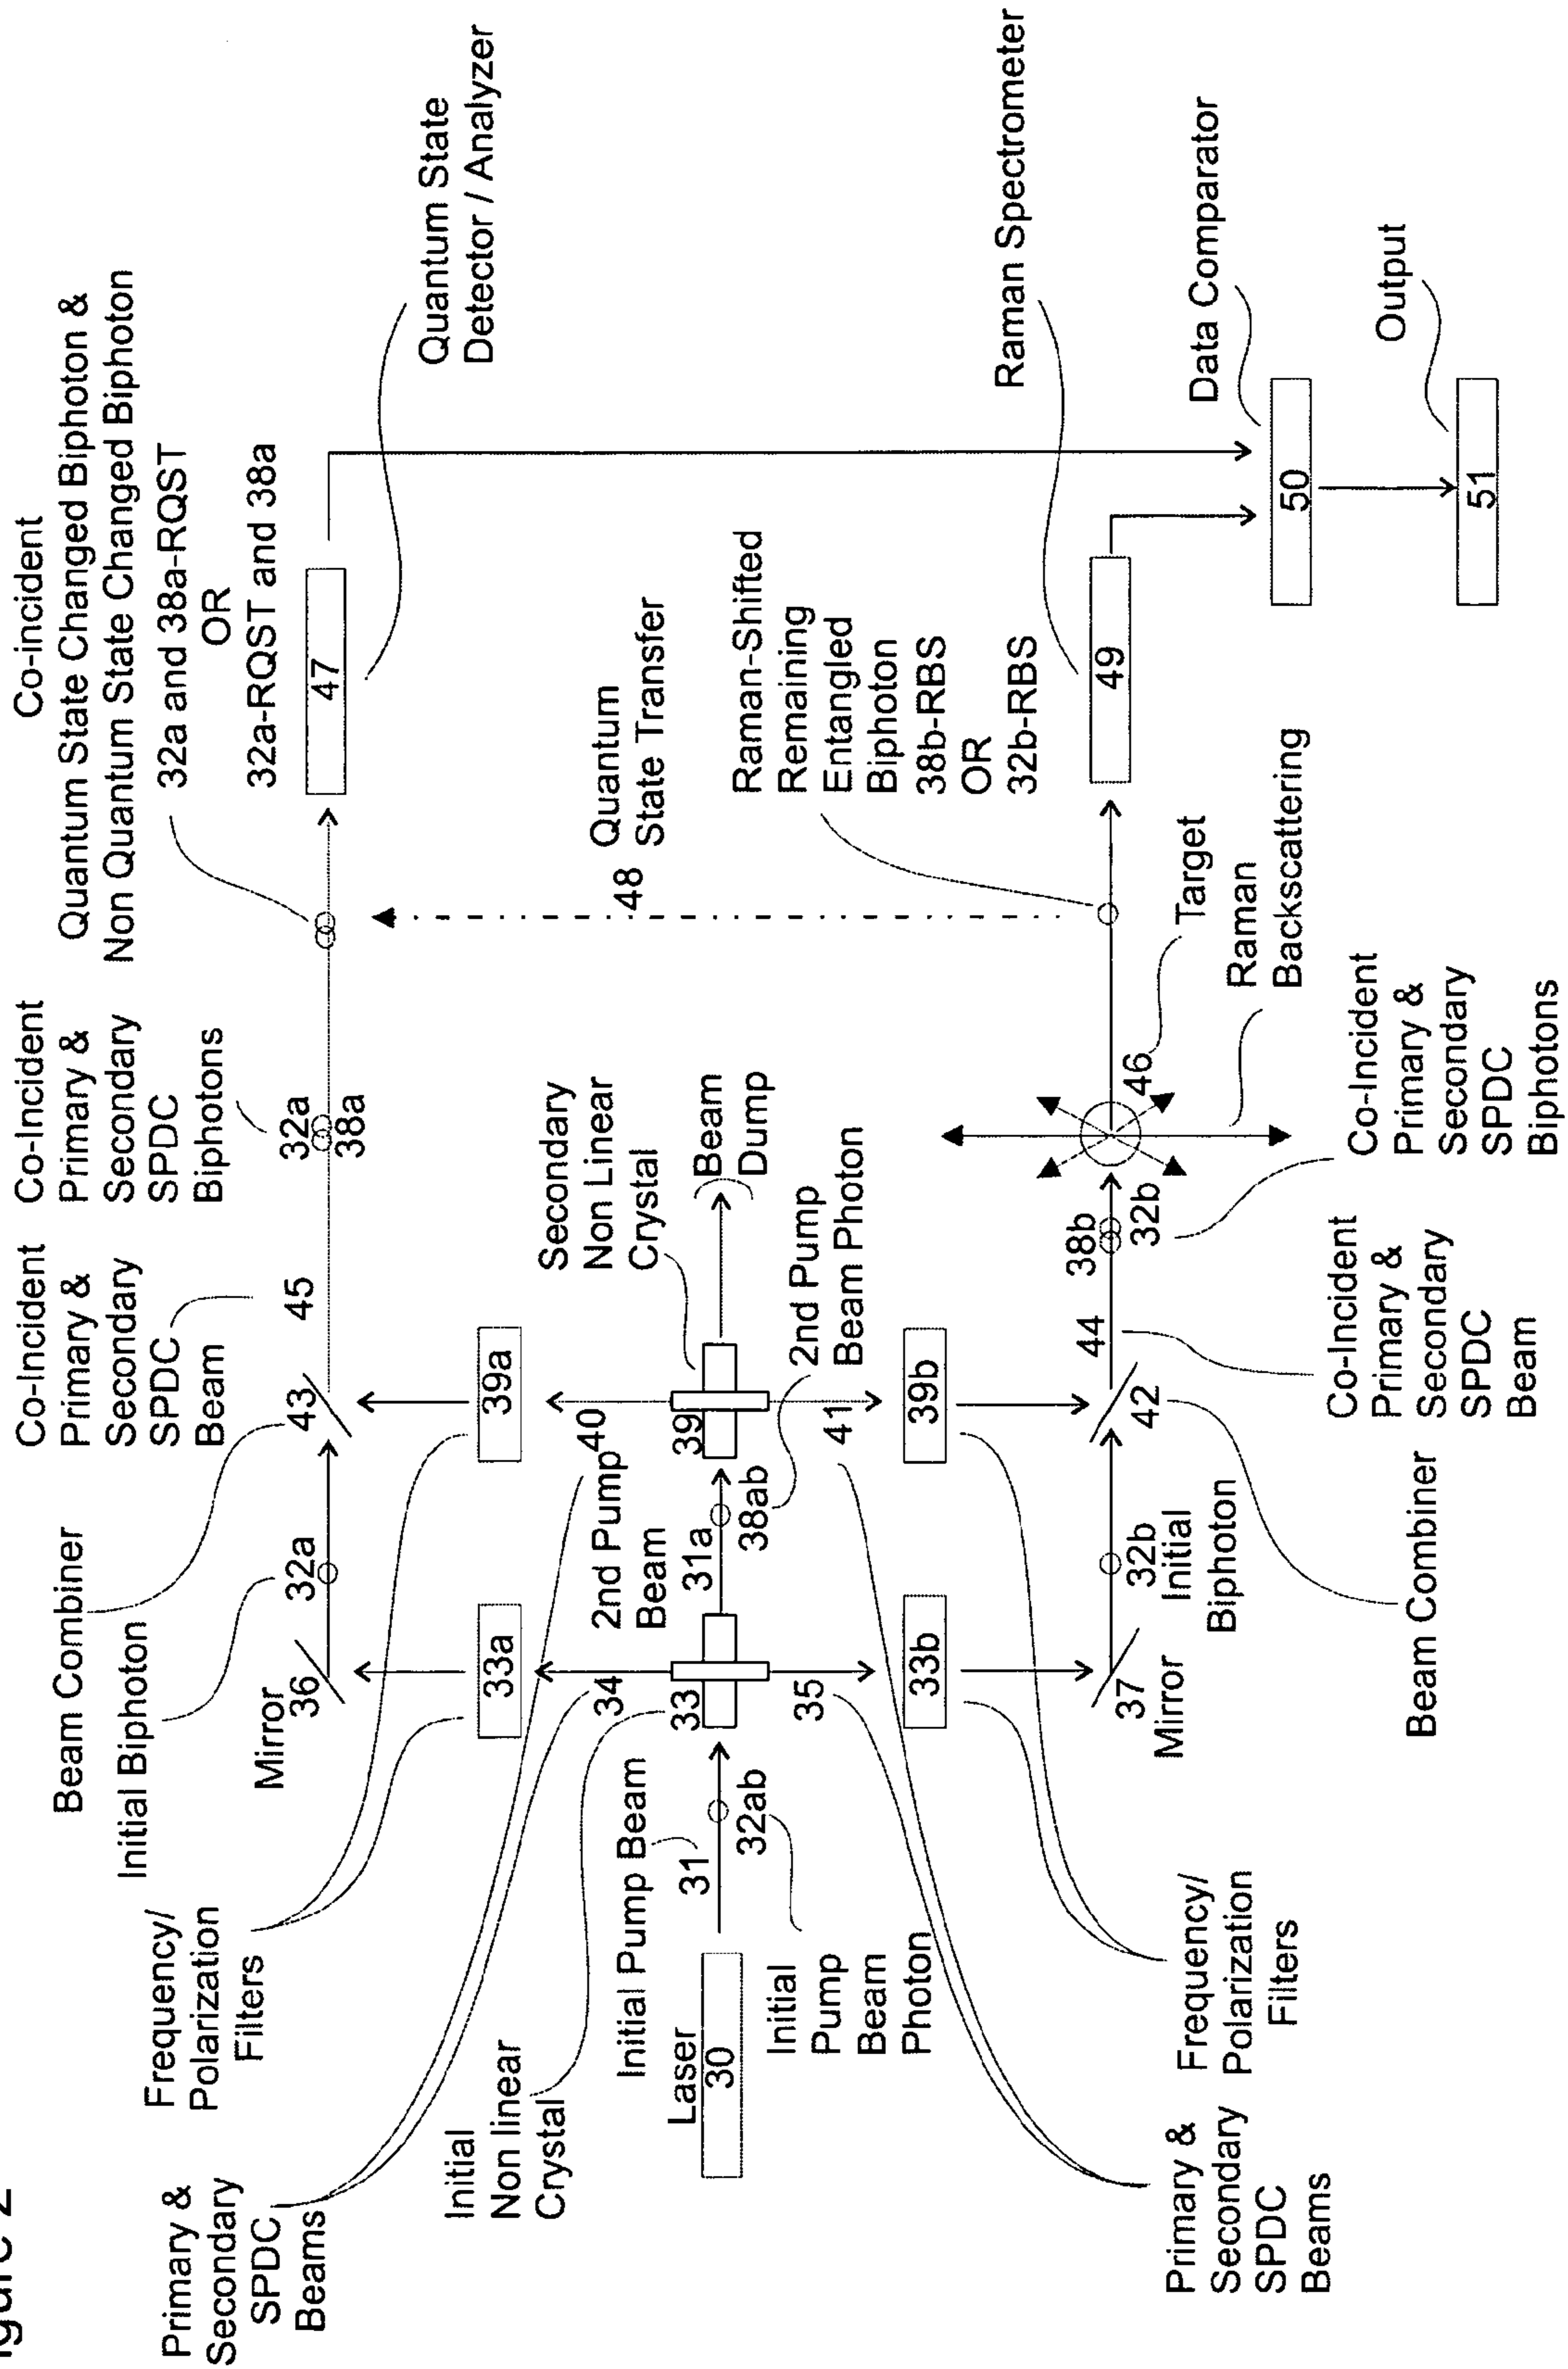 igure 2
Co-incident
Quantum State Changed Biphoton &
Non Quantum State Changed Biphoton
32a and 38a-RQST
OR
32a-RQST and 38a
Co-Incident
Primary &
Secondary
SPDC
Biphotons
Co-Incident
Primary &
Secondary
SPDC
Beam
45
Beam Combiner
Initial Biphoton
Mirror
36
32a
43
32a
38a
47
Quantum State
Detector / Analyzer
Frequency/
Polarization
Filters
Primary &
Secondary
SPDC
Beams
33a
39a
34
40
2nd Pump
Beam
Initial
Non linear
Crystal
Secondary
Non Linear
Crystal
Quantum
State Transfer
48
Initial Pump Beam
31
Laser
30
32ab
Initial
Pump
Beam
Photon
33
31a
38ab
39
Beam
Dump
2nd Pump
Beam Photon
35
41
33b
39b
Raman-Shifted
Remaining
Entangled
Biphoton
38b-RBS
OR
32b-RBS
Raman Spectrometer
37
Mirror
32b
Initial
Biphoton
42
44
38b
32b
46
Target
49
Raman
Backscattering
Data Comparator
50
Output
51
Primary &
Secondary
SPDC
Beams
Frequency/
Polarization
Filters
Beam Combiner
Co-Incident
Primary &
Secondary
SPDC
Beam
Co-Incident
Primary &
Secondary
SPDC
Biphotons